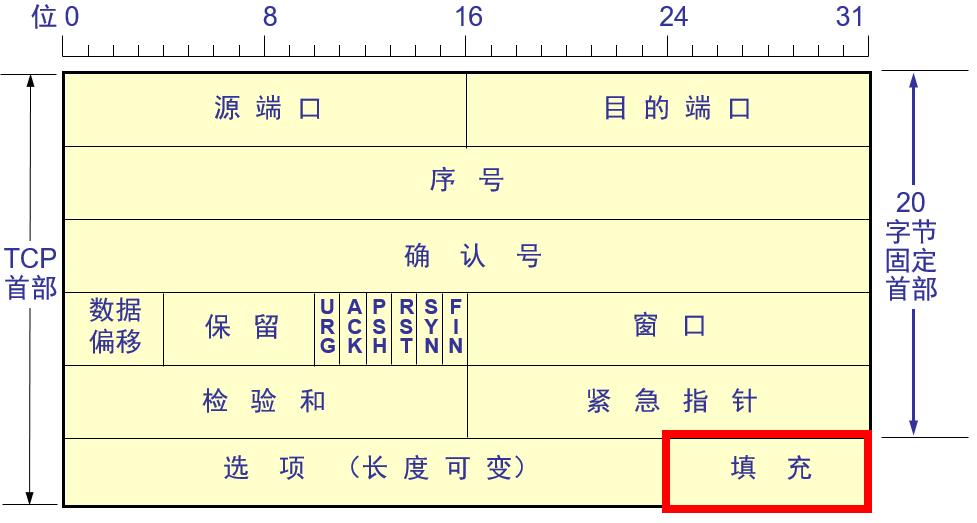 位 0 8 16 24 31
源 端 口 目 的 端 口
序 号
确 认 号
数据
偏移
保 留
URG
ACK
PSH
RST
SYN
FIN
窗 口
检 验 和 紧 急 指 针
选 项 （长 度 可 变） 填 充
TCP
首部
20
字节
固定
首部